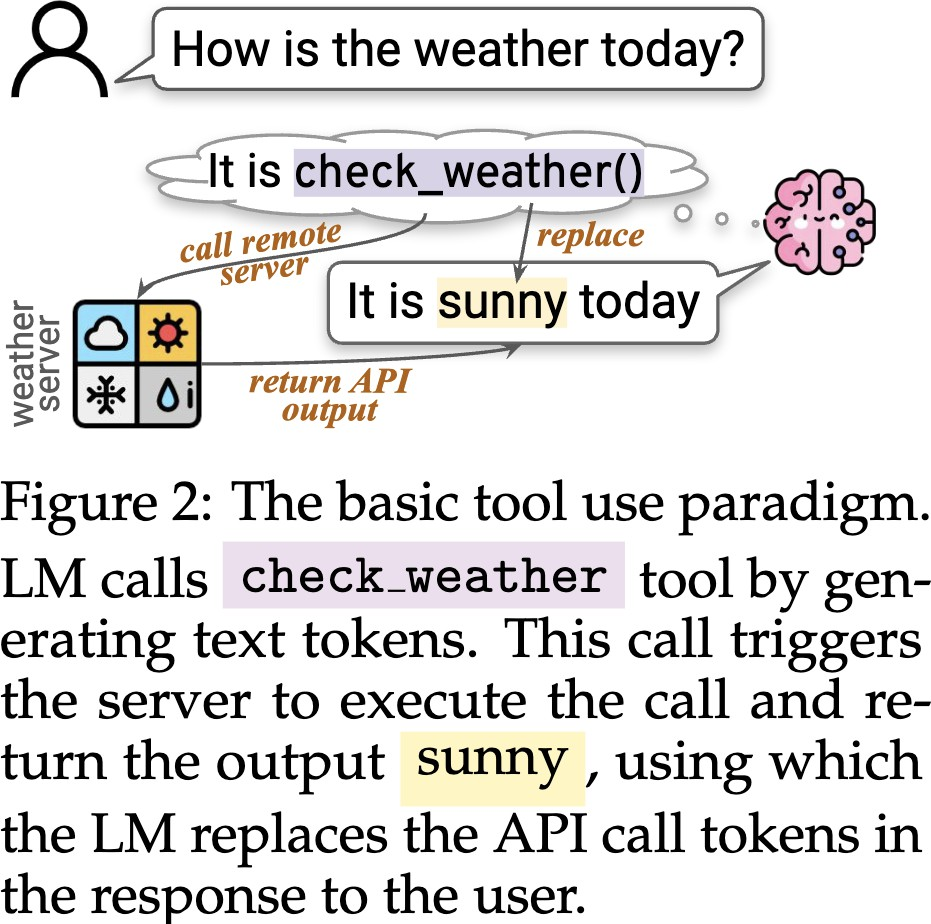 How is the weather today?
It is check_weather()
call remote
server
replace
It is sunny today
weather
server
return API
output
Figure 2: The basic tool use paradigm.
LM calls check_weather tool by gen-
erating text tokens. This call triggers
the server to execute the call and re-
turn the output sunny , using which
the LM replaces the API call tokens in
the response to the user.